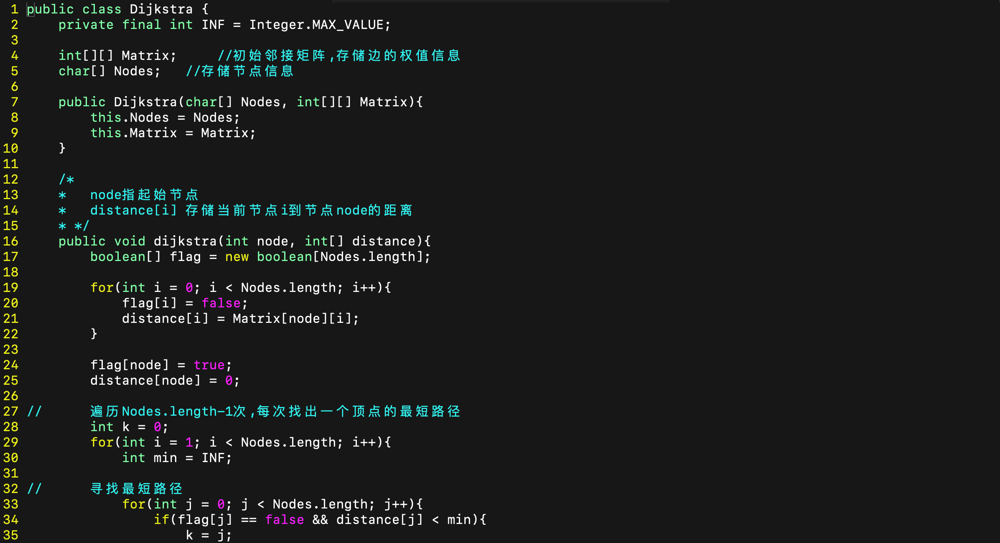 1 public class Dijkstra {
2     private final int INF = Integer.MAX_VALUE;
3
4     int[][] Matrix;     //初始邻接矩阵,存储边的权值信息
5     char[] Nodes;   //存储节点信息
6
7     public Dijkstra(char[] Nodes, int[][] Matrix){
8         this.Nodes = Nodes;
9         this.Matrix = Matrix;
10     }
11
12     /*
13     *   node指起始节点
14     *   distance[i] 存储当前节点i到节点node的距离
15     * */
16     public void dijkstra(int node, int[] distance){
17         boolean[] flag = new boolean[Nodes.length];
18
19         for(int i = 0; i < Nodes.length; i++){
20             flag[i] = false;
21             distance[i] = Matrix[node][i];
22         }
23
24         flag[node] = true;
25         distance[node] = 0;
26
27 //      遍历Nodes.length-1次,每次找出一个顶点的最短路径
28         int k = 0;
29         for(int i = 1; i < Nodes.length; i++){
30             int min = INF;
31
32 //      寻找最短路径
33             for(int j = 0; j < Nodes.length; j++){
34                 if(flag[j] == false && distance[j] < min){
35                     k = j;